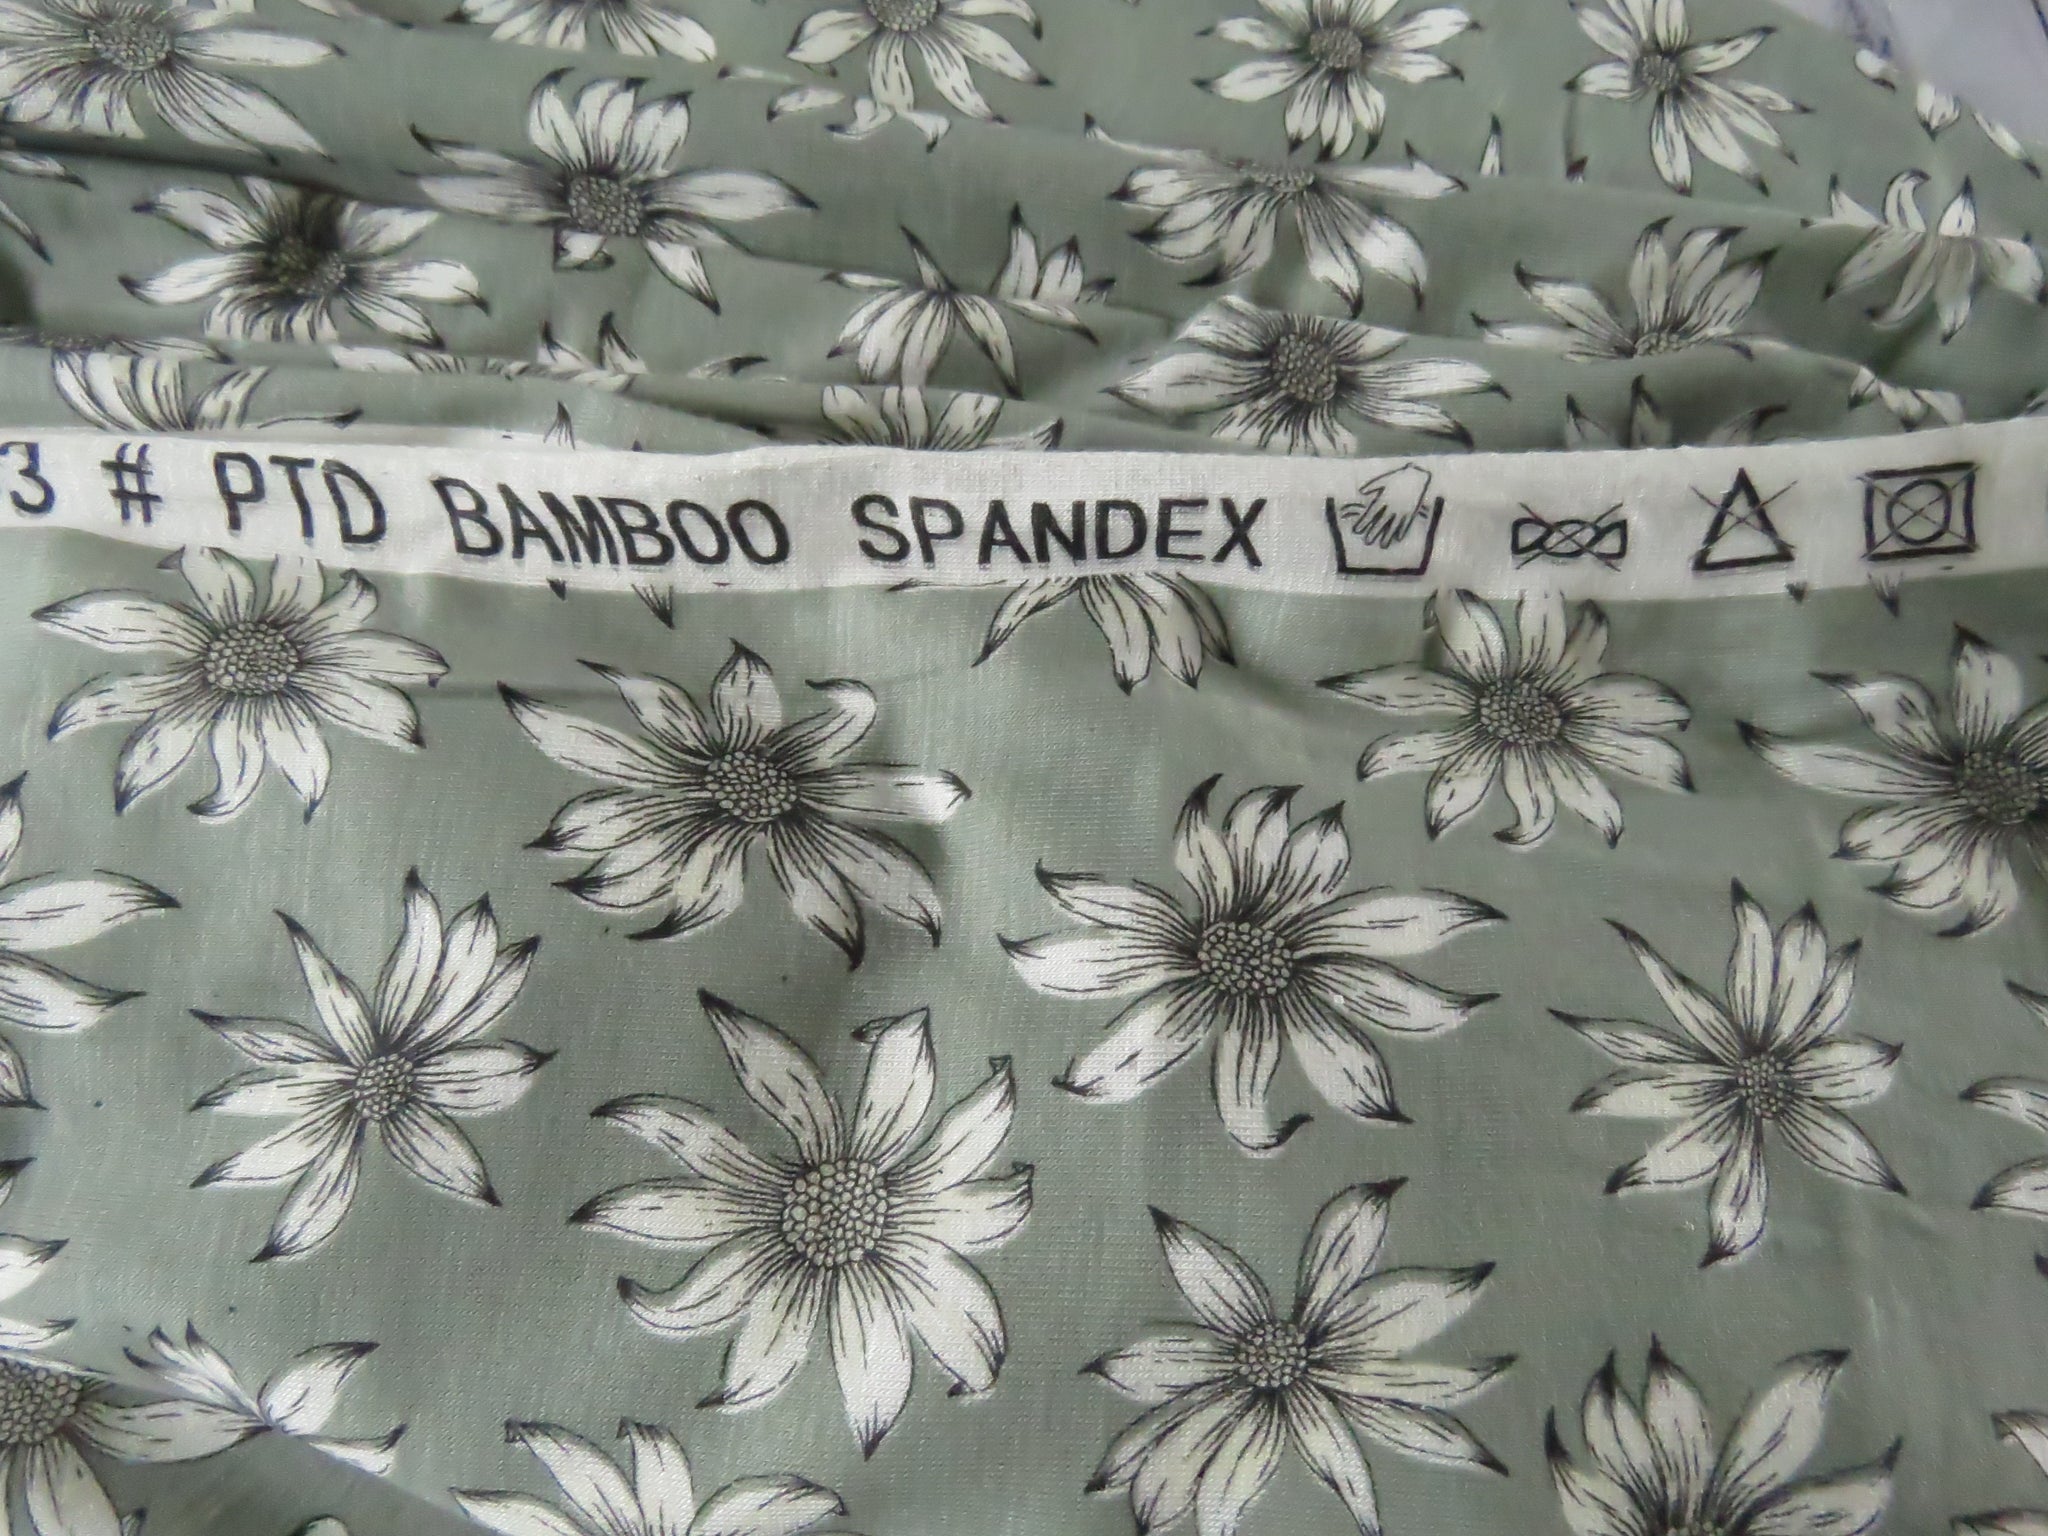 3 # PTD BAMBOO SPANDEX